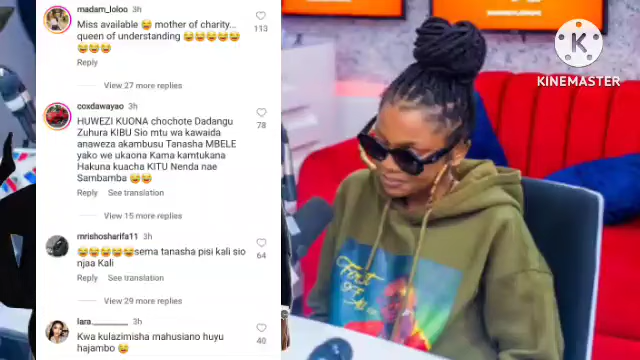 madam_loloo 3h
Miss available 😅 mother of charity...
queen of understanding 😂😂😂😂😂
😂😂😂
113
Reply
View 27 more replies
coxdawayao 3h
HUWEZI KUONA chochote Dadangu
Zuhura KIBU Sio mtu wa kawaida
anaweza akambusu Tanasha MBELE
yako we ukaona Kama kamtukana
Hakuna kuacha KITU Nenda nae
Sambamba 😂😂
78
Reply See translation
View 15 more replies
mrishosharifa11 3h
😂😂😂😂😂sema tanasha pisi kali sio
njaa Kali
64
Reply See translation
View 29 more replies
lara. 3h
Kwa kulazimisha mahusiano huyu
hajambo 😂
40
K
KINEMASTER